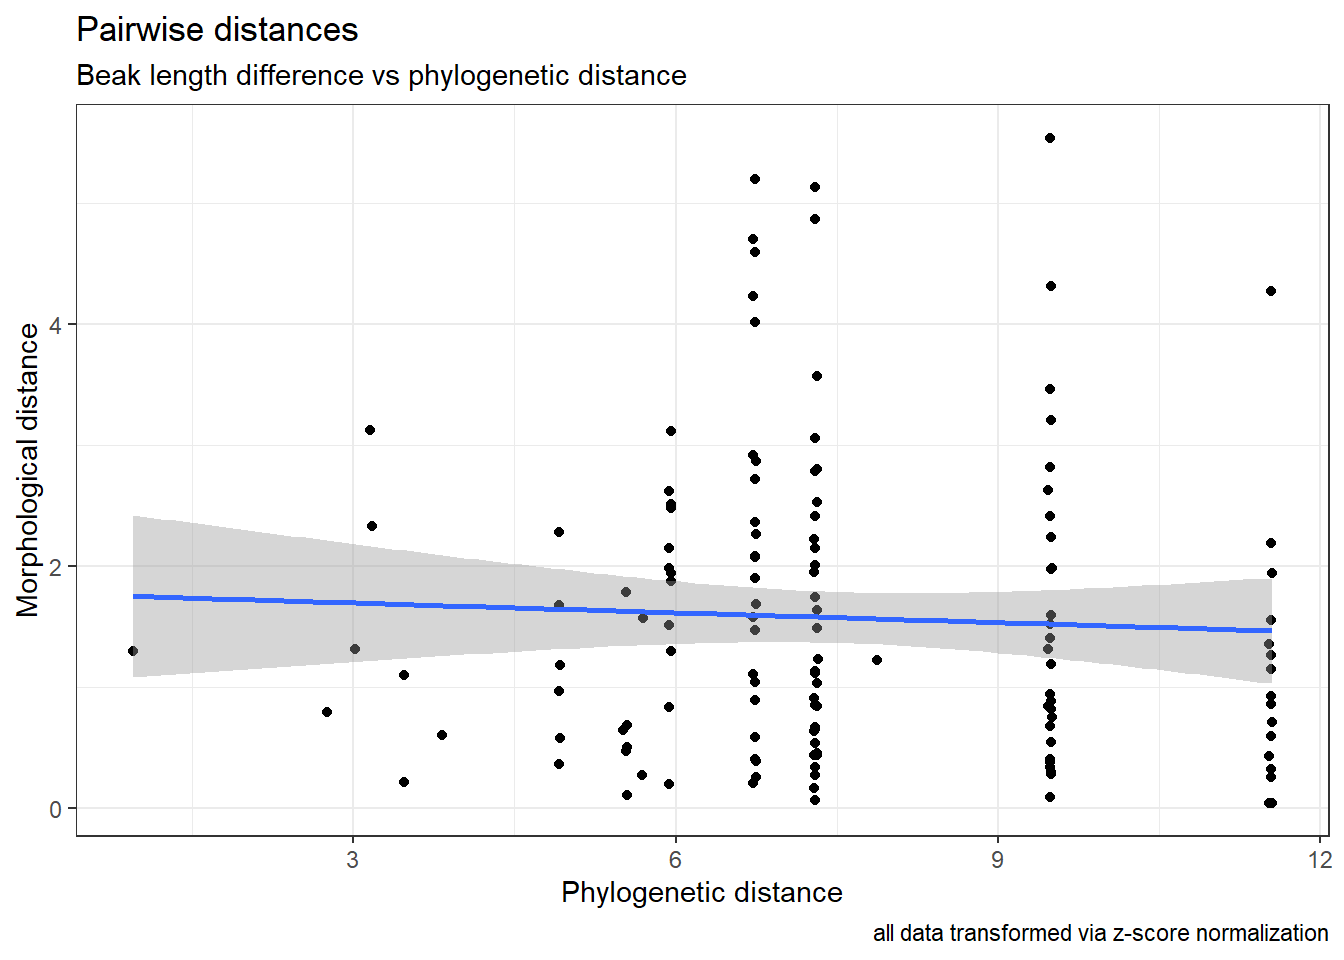 Pairwise distances
Beak length difference vs phylogenetic distance
Morphological distance
4
2
0
3 6 9 12
Phylogenetic distance
all data transformed via z-score normalization